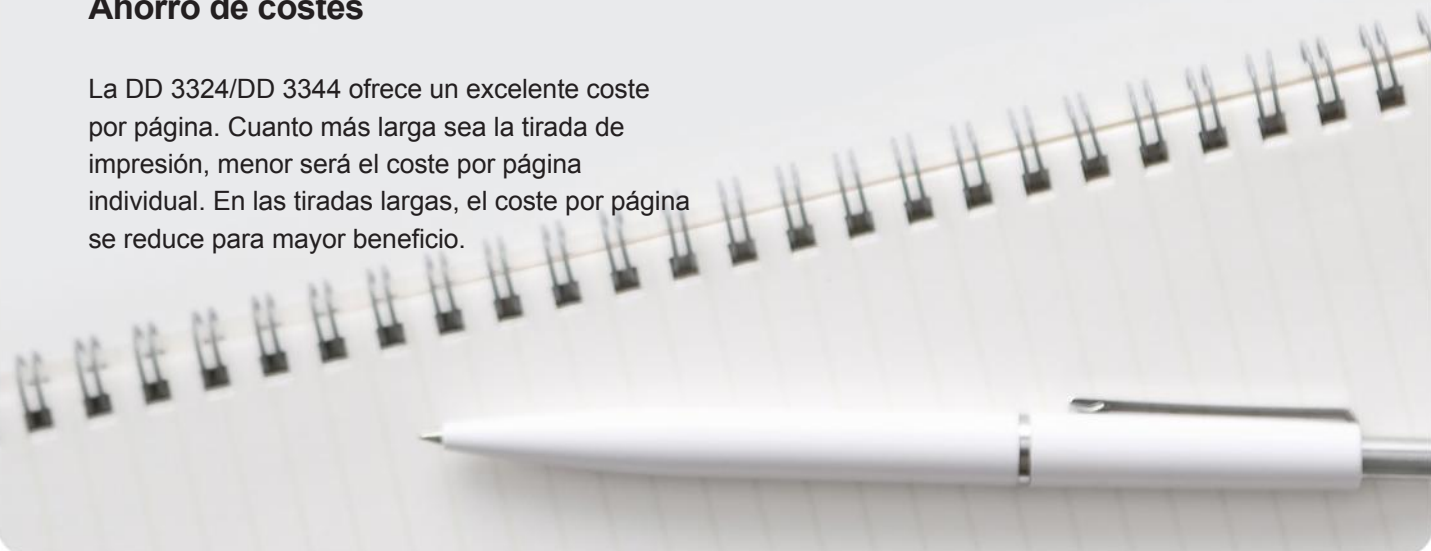 Ahorro de costes
La DD 3324/DD 3344 ofrece un excelente coste
por página. Cuanto más larga sea la tirada de
impresión, menor será el coste por página
individual. En las tiradas largas, el coste por página
se reduce para mayor beneficio.